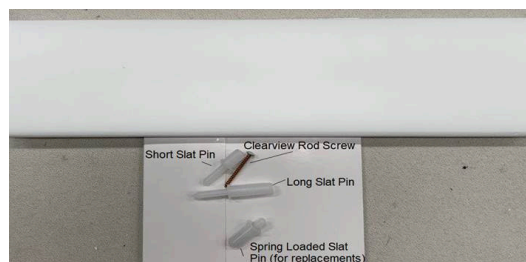 Clearview Rod Screw
Short Slat Pin
Long Slat Pin
Spring Loaded Slat
Pin (for replacements)